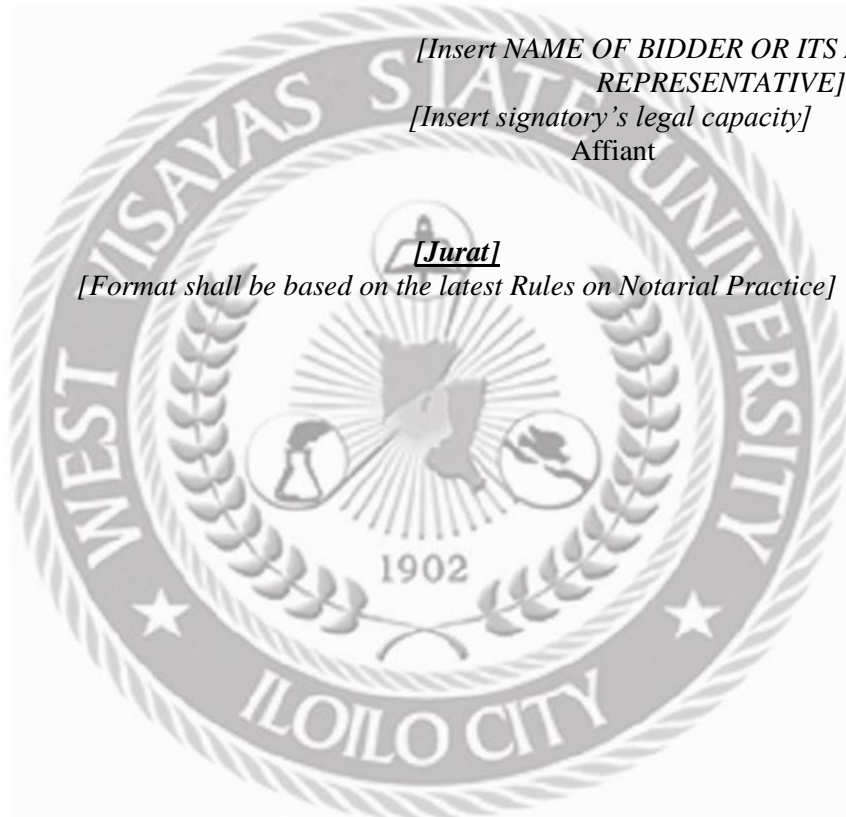 [Insert NAME OF BIDDER OR ITS
REPRESENTATIVE]
[Insert signatory's legal capacity]
Affiant
[Jurat]
[Format shall be based on the latest Rules on Notarial Practice]
WEST VISAYAS STATE UNIVERSITY
1902
ILOILO CITY